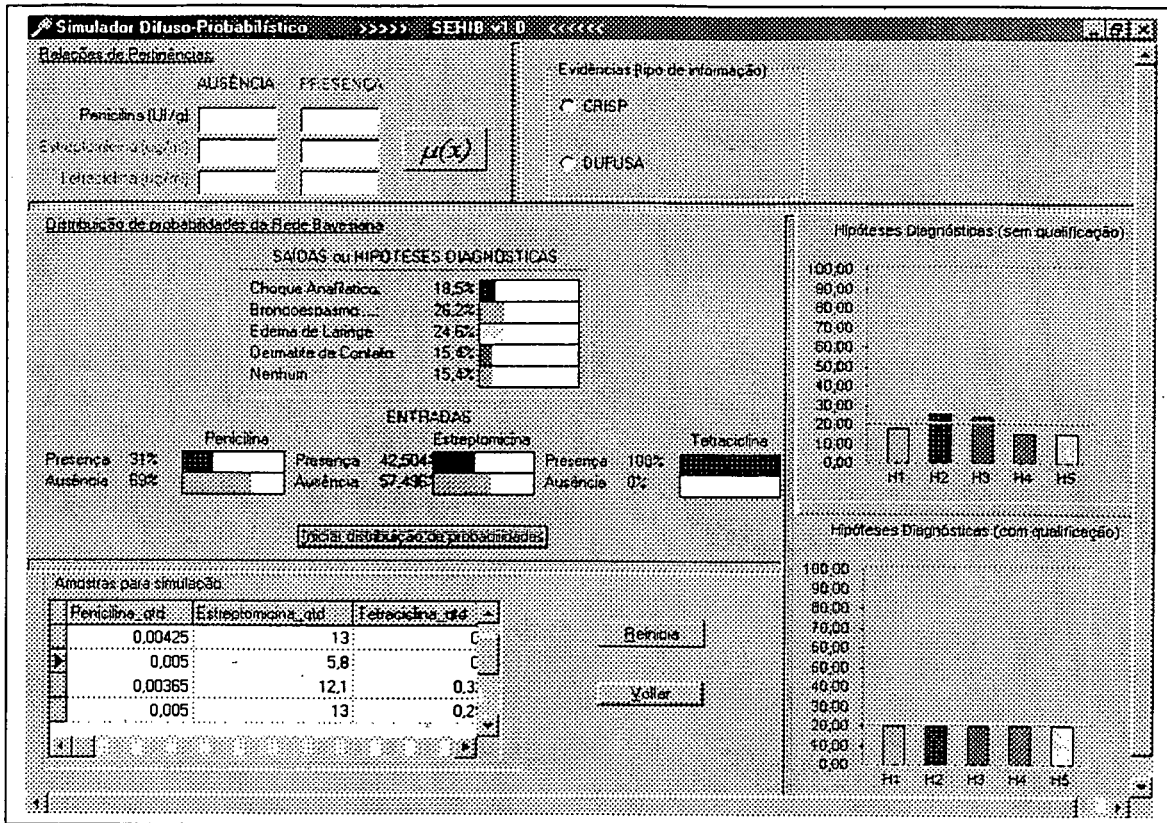 Simulador Difuso-Probabilístico >>>>> SEHIB v1.0 <<<<<<
Relações de Pertinências
AUSÊNCIA PRESENÇA
Penicilina (UI/g)
μ(x)
Evidências (tipo de informação)
CRISP
DUFUSA
Distribuição de probabilidades da Rede Bayesiana
SAÍDAS ou HIPÓTESES DIAGNÓSTICAS
Choque Anafilático: 18,5%
Broncoespasmo....: 26,2%
Edema de Laringe 24,6%
Dermatite de Contato: 15,4%
Nenhum 15,4%
ENTRADAS
Penicilina Estreptomicina Tetraciclina
Presença 31% Presença 42,504% Presença 100%
Ausência 69% Ausência 57,496% Ausência 0%
Iniciar distribuição de probabilidades
Amostras para simulação
Penicilina_qtd Estreptomicina_qtd Tetraciclina_qtd
0,00425 13 0
0,005 5,8 0
0,00365 12,1 0,3
0,005 13 0,2
Reinicia
Voltar
Hipóteses Diagnósticas (sem qualificação)
100,00
90,00
80,00
70,00
60,00
50,00
40,00
30,00
20,00
10,00
0,00
H1 H2 H3 H4 H5
Hipóteses Diagnósticas (com qualificação)
100,00
90,00
80,00
70,00
60,00
50,00
40,00
30,00
20,00
10,00
0,00
H1 H2 H3 H4 H5